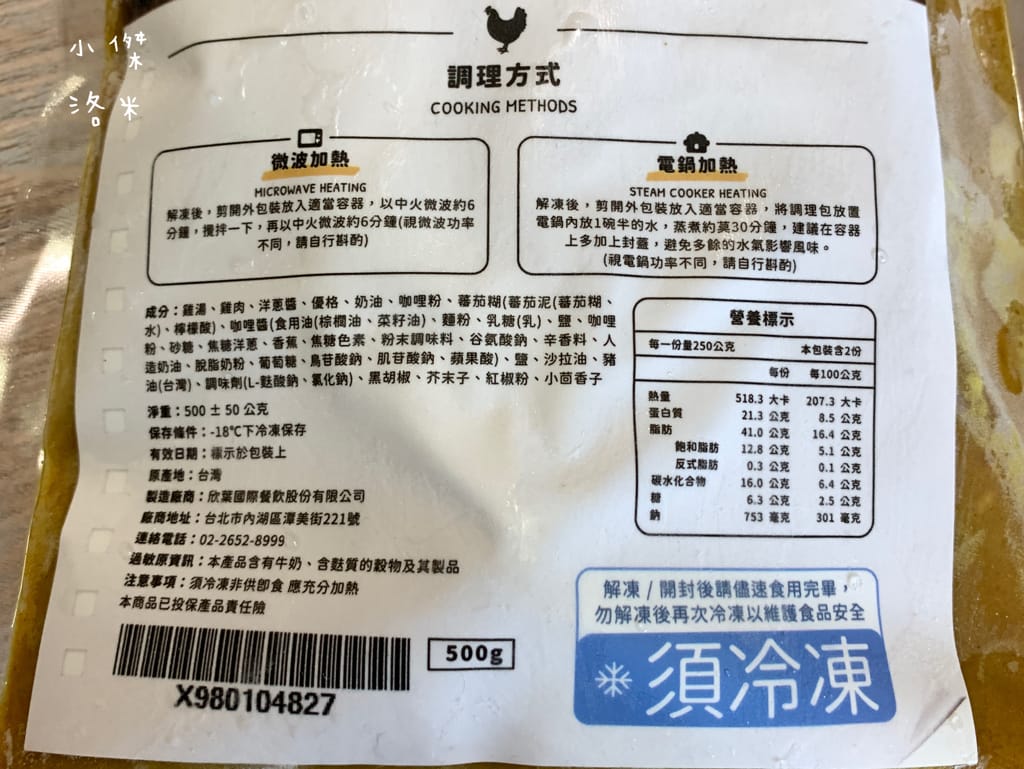 小傑
洛米
調理方式
COOKING METHODS
微波加熱
MICROWAVE HEATING
解凍後，剪開外包裝放入適當容器，以中火微波約6
分鐘，攪拌一下，再以中火微波約6分鐘(視微波功率
不同，請自行斟酌)
電鍋加熱
STEAM COOKER HEATING
解凍後，剪開外包裝放入適當容器，將調理包放置
電鍋內放1碗半的水，蒸煮約莫30分鐘，建議在容器
上多加上封蓋，避免多餘的水氣影響風味。
(視電鍋功率不同，請自行斟酌)
成分：雞湯、雞肉、洋蔥醬、優格、奶油、咖哩粉、蕃茄糊(蕃茄泥(蕃茄糊、
水)、檸檬酸)、咖哩醬(食用油(棕櫚油、菜籽油)、麵粉、乳糖(乳)、鹽、咖哩
粉、砂糖、焦糖洋蔥、香蕉、焦糖色素、粉末調味料、谷氨酸鈉、辛香料、人
造奶油、脫脂奶粉、葡萄糖、鳥苷酸鈉、肌苷酸鈉、蘋果酸)、鹽、沙拉油、豬
油(台灣)、調味劑(L-麩酸鈉、氯化鈉)、黑胡椒、芥末子、紅椒粉、小茴香子
淨重：500 ± 50 公克
保存條件：-18℃下冷凍保存
有效日期：標示於包裝上
原產地：台灣
製造廠商：欣葉國際餐飲股份有限公司
廠商地址：台北市內湖區潭美街221號
連絡電話：02-2652-8999
過敏原資訊：本產品含有牛奶、含麩質的穀物及其製品
注意事項：須冷凍非供即食 應充分加熱
本商品已投保產品責任險
X980104827
500g
營養標示
每一份量250公克 本包裝含2份
每份 每100公克
熱量 518.3 大卡 207.3 大卡
蛋白質 21.3 公克 8.5 公克
脂肪 41.0 公克 16.4 公克
飽和脂肪 12.8 公克 5.1 公克
反式脂肪 0.3 公克 0.1 公克
碳水化合物 16.0 公克 6.4 公克
糖 6.3 公克 2.5 公克
鈉 753 毫克 301 毫克
解凍 / 開封後請儘速食用完畢，
勿解凍後再次冷凍以維護食品安全
須冷凍